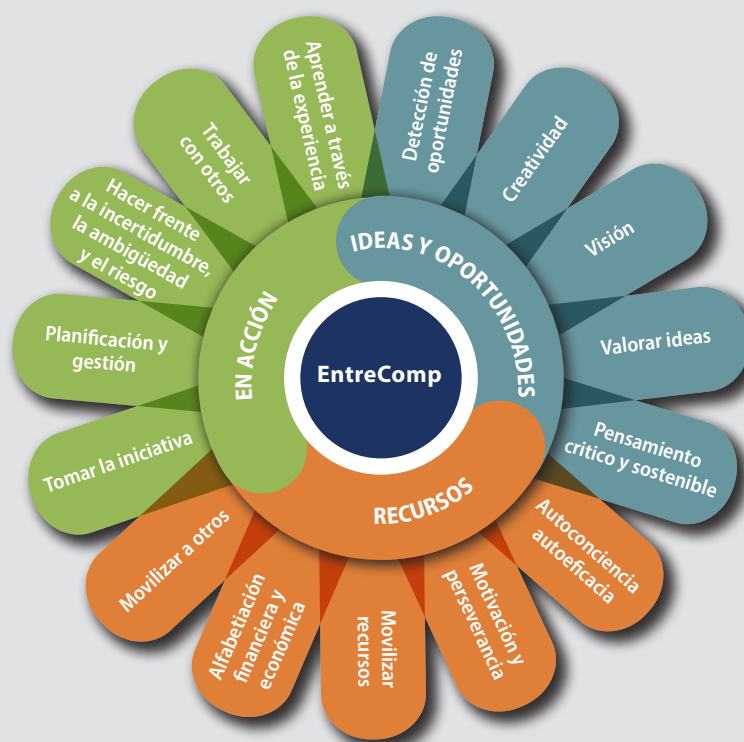 EntreComp
IDEAS Y OPORTUNIDADES
Detección de
oportunidades
Creatividad
Visión
Valorar ideas
Pensamiento
critico y sostenible
RECURSOS
Autoconciencia
autoeficacia
Motivación y
perseverancia
Movilizar
recursos
Alfabetiación
financiera y
económica
Movilizar a otros
EN ACCIÓN
Tomar la iniciativa
Planificación y
gestión
Hacer frente
a la incertidumbre,
la ambigüedad
y el riesgo
Trabajar
con otros
Aprender a través
de la experiencia